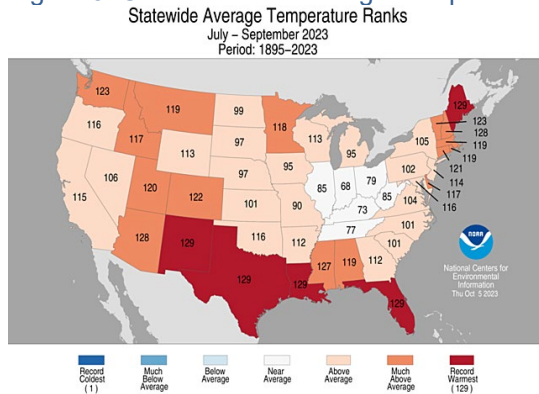 Statewide Average Temperature Ranks
July – September 2023
Period: 1895–2023
123
116
117
119
113
115
106
120
122
128
129
99
97
97
101
116
129
118
95
90
112
129
113
95
85
68
79
73
77
85
127
119
112
129
101
101
104
102
105
129
123
128
119
119
121
114
117
116
NOAA
National Centers for
Environmental
Information
Thu Oct 5 2023
Record
Coldest
(1)
Much
Below
Average
Below
Average
Near
Average
Above
Average
Much
Above
Average
Record
Warmest
(129)